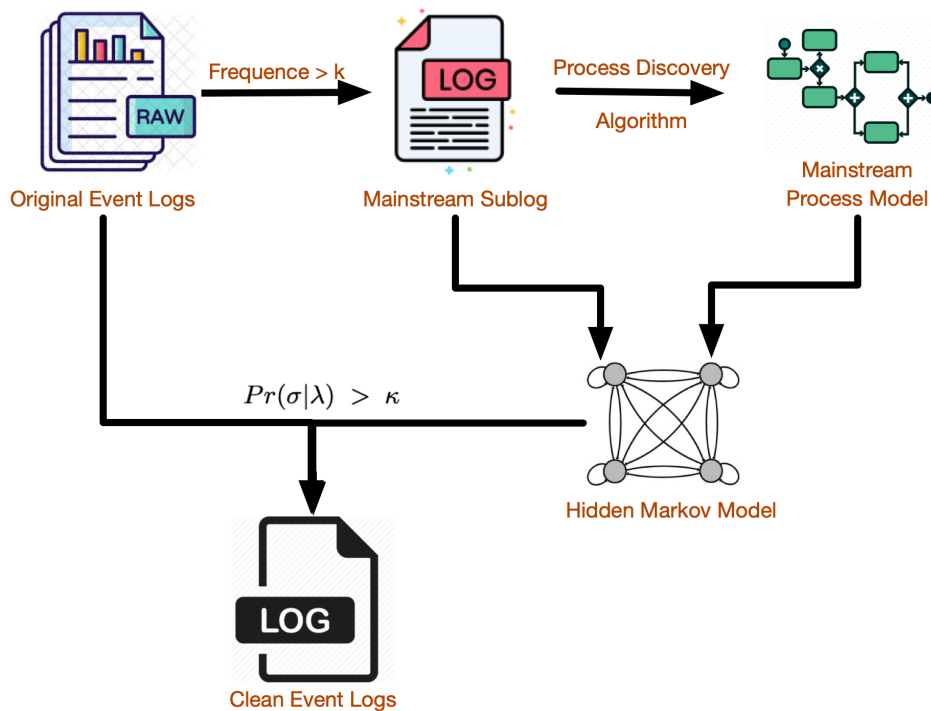 RAW
Frequence > k
LOG
Process Discovery
Algorithm
Original Event Logs
Mainstream Sublog
Mainstream
Process Model
Pr(σ|λ) > κ
Hidden Markov Model
LOG
Clean Event Logs